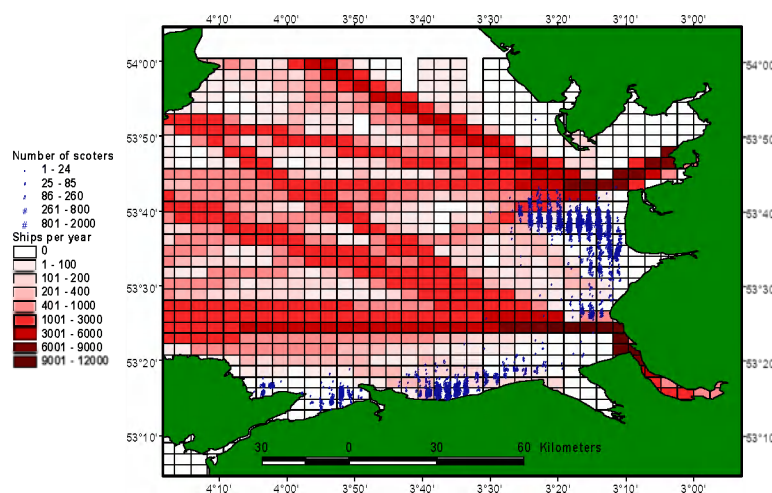 4°10' 4°00' 3°50' 3°40' 3°30' 3°20' 3°10' 3°00'
54°00' 54°00'
53°50' 53°50'
Number of scoters
1 - 24
25 - 85
86 - 260
261 - 800
801 - 2000
Ships per year
0
1 - 100
101 - 200
201 - 400
401 - 1000
1001 - 3000
3001 - 6000
6001 - 9000
9001 - 12000
53°40' 53°40'
53°30' 53°30'
53°20' 53°20'
53°10' 53°10'
30 0 30 60 Kilometers
4°10' 4°00' 3°50' 3°40' 3°30' 3°20' 3°10' 3°00'